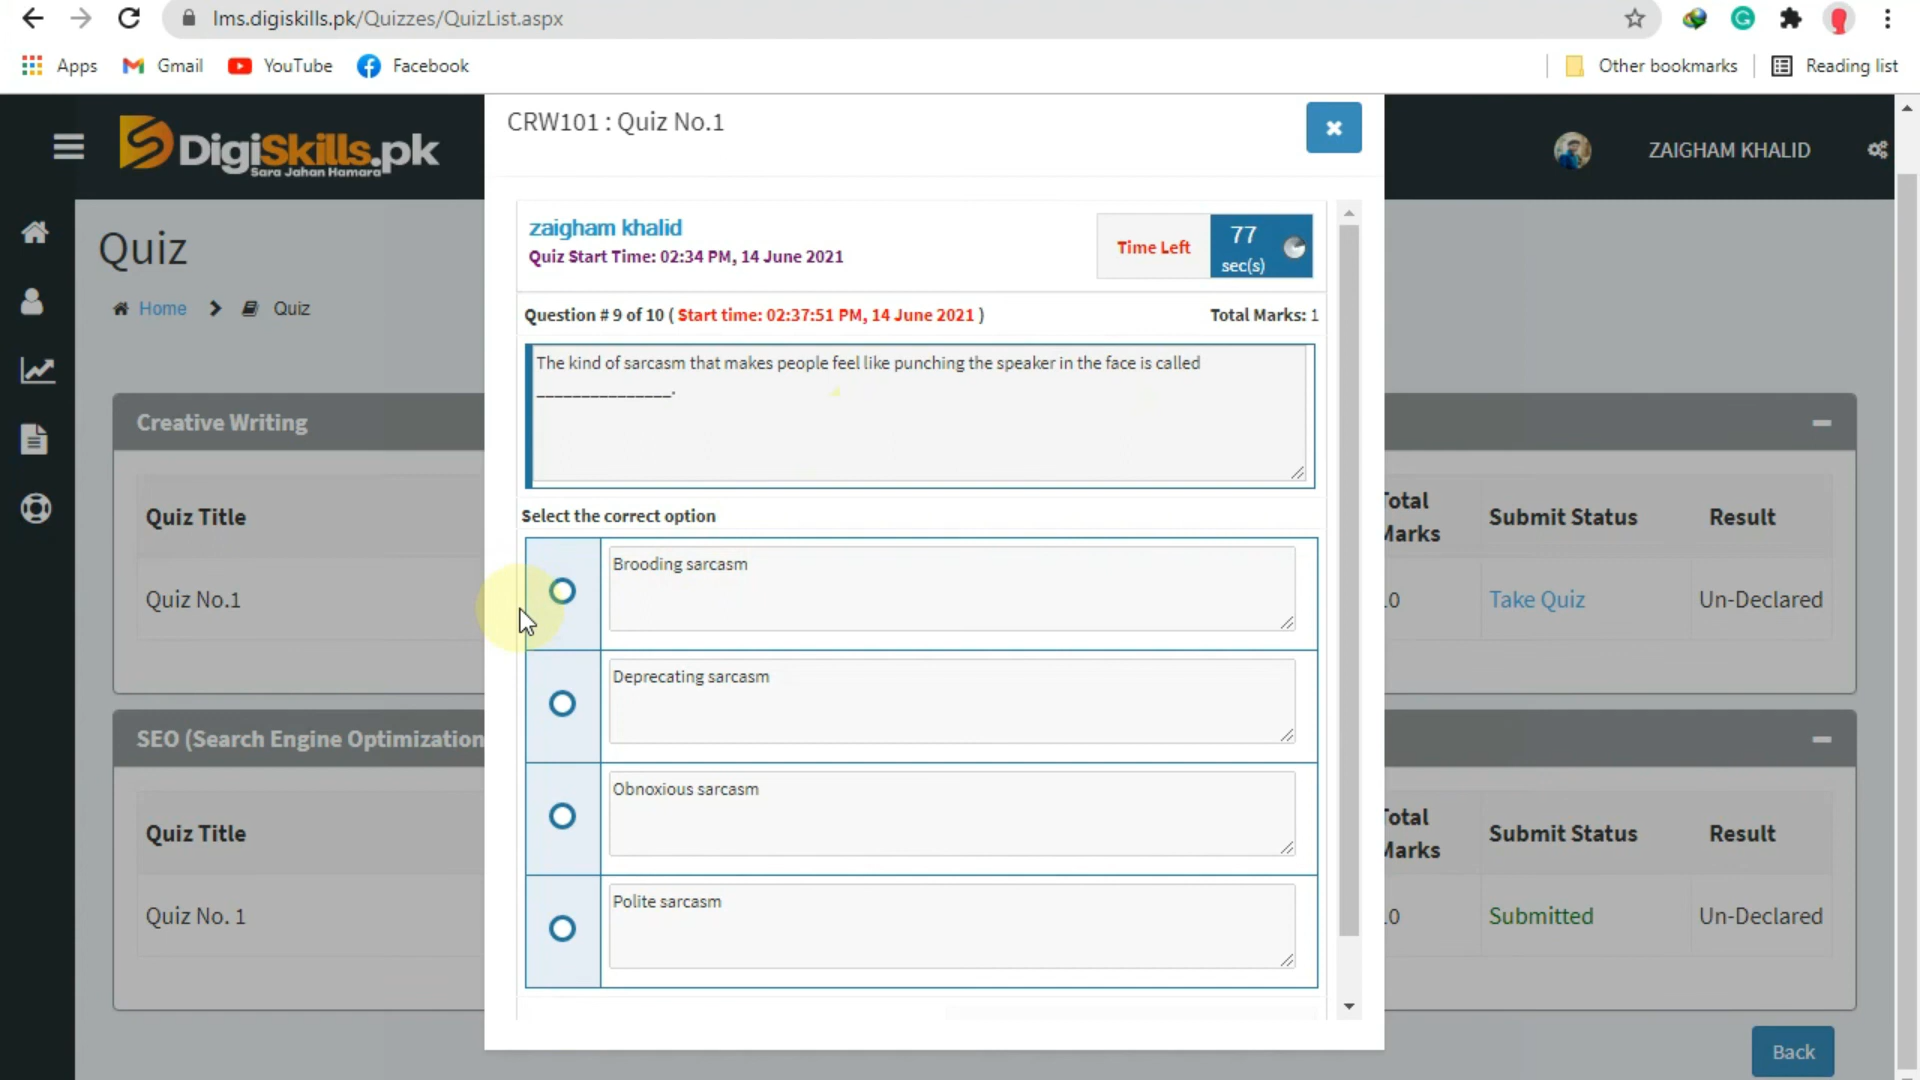 lms.digiskills.pk/Quizzes/QuizList.aspx
Apps
Gmail
YouTube
Facebook
Other bookmarks
Reading list
DigiSkills.pk
Sara Jahan Hamara
CRW101 : Quiz No.1
ZAIGHAM KHALID
Quiz
Home
Quiz
zaigham khalid
Quiz Start Time: 02:34 PM, 14 June 2021
Time Left
77
sec(s)
Question # 9 of 10 ( Start time: 02:37:51 PM, 14 June 2021 )
Total Marks: 1
The kind of sarcasm that makes people feel like punching the speaker in the face is called
_______________.
Select the correct option
Brooding sarcasm
Deprecating sarcasm
Obnoxious sarcasm
Polite sarcasm
Creative Writing
Quiz Title
Marks
Submit Status
Result
Quiz No.1
Take Quiz
Un-Declared
SEO (Search Engine Optimization
Quiz Title
Marks
Submit Status
Result
Quiz No. 1
Submitted
Un-Declared
Back